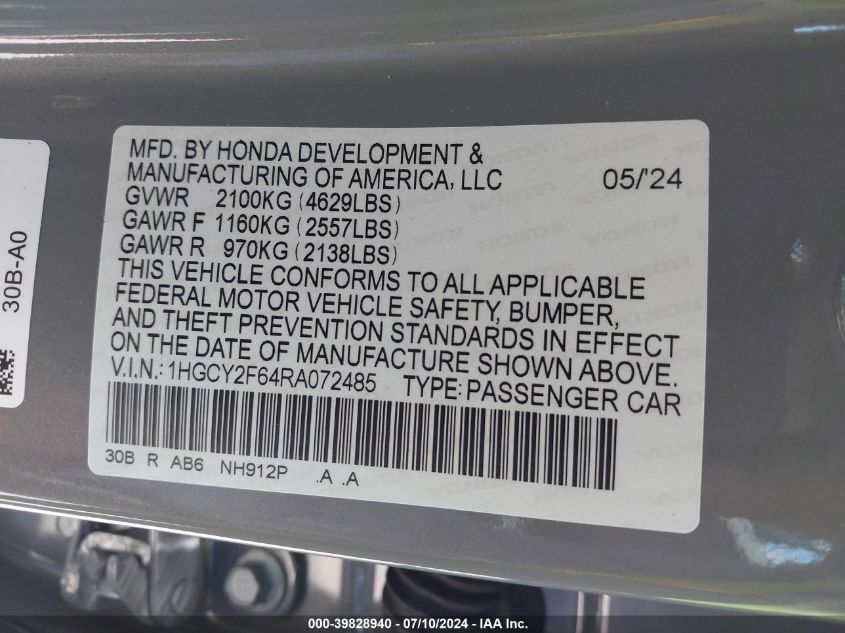 MFD. BY HONDA DEVELOPMENT &
MANUFACTURING OF AMERICA, LLC 05/'24
GVWR 2100KG (4629LBS)
GAWR F 1160KG (2557LBS)
GAWR R 970KG (2138LBS)
THIS VEHICLE CONFORMS TO ALL APPLICABLE
FEDERAL MOTOR VEHICLE SAFETY, BUMPER,
AND THEFT PREVENTION STANDARDS IN EFFECT
ON THE DATE OF MANUFACTURE SHOWN ABOVE.
V.I.N.: 1HGCY2F64RA072485 TYPE: PASSENGER CAR
30B R AB6 NH912P .A .A
30B-A0
000-39828940 / 07/10/2024 / IAA Inc.